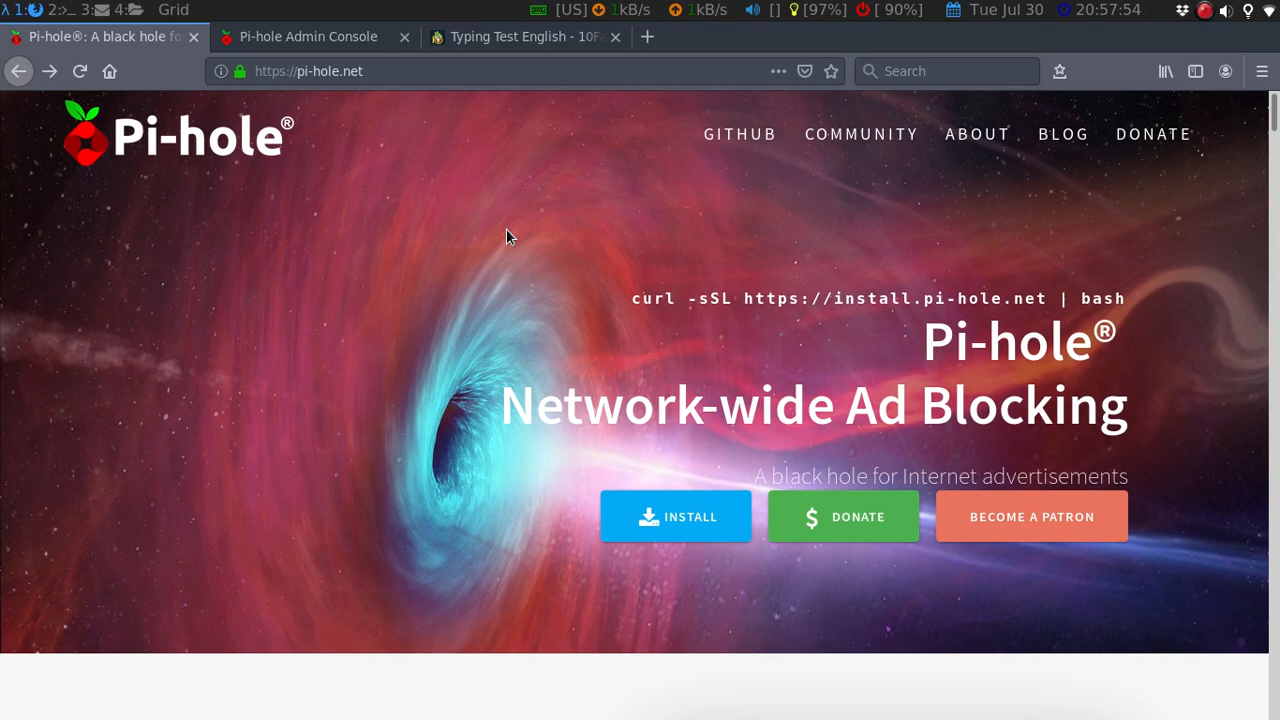 λ 1: 2:>_ 3: 4: Grid [US] 1kB/s 1kB/s [] [97%] [ 90%] Tue Jul 30 20:57:54
Pi-hole®: A black hole fo
Pi-hole Admin Console
Typing Test English - 10Fa
https://pi-hole.net
Search
Pi-hole®
GITHUB COMMUNITY ABOUT BLOG DONATE
curl -sSL https://install.pi-hole.net | bash
Pi-hole®
Network-wide Ad Blocking
A black hole for Internet advertisements
INSTALL
$ DONATE
BECOME A PATRON